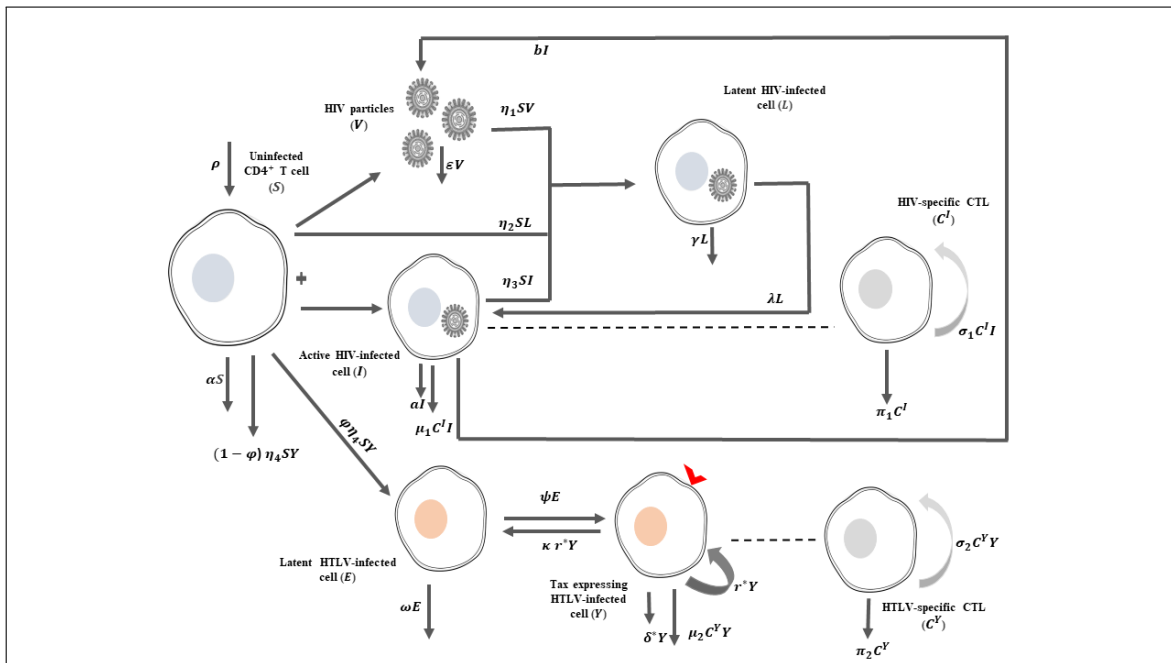 bI
HIV particles
(V)
η₁SV
εV
Latent HIV-infected
cell (L)
ρ
Uninfected
CD4⁺ T cell
(S)
η₂SL
γL
HIV-specific CTL
(Cᴵ)
+
η₃SI
λL
σ₁CᴵI
Active HIV-infected
cell (I)
αS
aI
μ₁CᴵI
π₁Cᴵ
(1 − φ) η₄SY
φη₄SY
ψE
κ r*Y
Latent HTLV-infected
cell (E)
ωE
Tax expressing
HTLV-infected
cell (Y)
r*Y
δ*Y
μ₂CʸY
σ₂CʸY
HTLV-specific CTL
(Cʸ)
π₂Cʸ